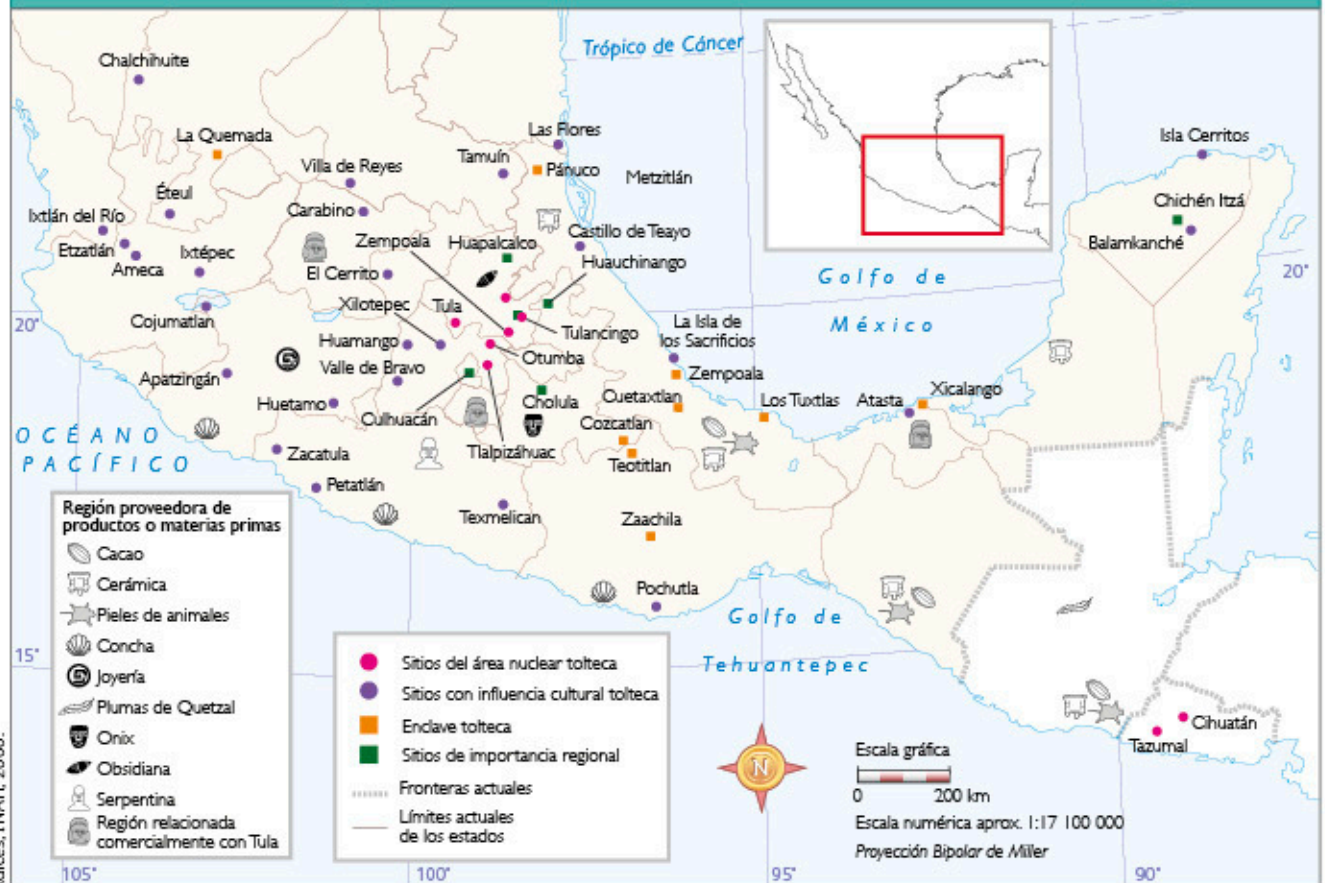 Trópico de Cáncer
Chalchihuite
La Quemada
Las Flores
Isla Cerritos
Villa de Reyes
Tamuín
Pánuco
Metzitlán
Éteul
Chichén Itzá
Ixtlán del Río
Carabino
Zempoala
Huapalcalco
Castillo de Teayo
Balamkanché
Etzatlán
Ixtépec
Huauchinango
Ameca
El Cerrito
Golfo de
México
20°
Xilotepec
Tula
Cojumatlan
20°
Tulancingo
La Isla de
los Sacrificios
Huamango
Otumba
Valle de Bravo
Zempoala
Apatzingán
Cuetaxtlan
Los Tuxtlas
Atasta
Xicalango
Huetamo
Culhuacán
Cholula
Cozcatlan
OCÉANO
PACÍFICO
Zacatula
Tlalpizáhuac
Teotitlan
Petatlán
Texmelican
Zaachila
Pochutla
Golfo de
Tehuantepec
15°
Región proveedora de
productos o materias primas
Cacao
Cerámica
Pieles de animales
Concha
Joyería
Plumas de Quetzal
Onix
Obsidiana
Serpentina
Región relacionada
comercialmente con Tula
Sitios del área nuclear tolteca
Sitios con influencia cultural tolteca
Enclave tolteca
Sitios de importancia regional
Fronteras actuales
Límites actuales
de los estados
N
Cihuatán
Tazumal
Escala gráfica
0 200 km
Escala numérica aprox. 1:17 100 000
Proyección Bipolar de Miller
105°
100°
95°
90°